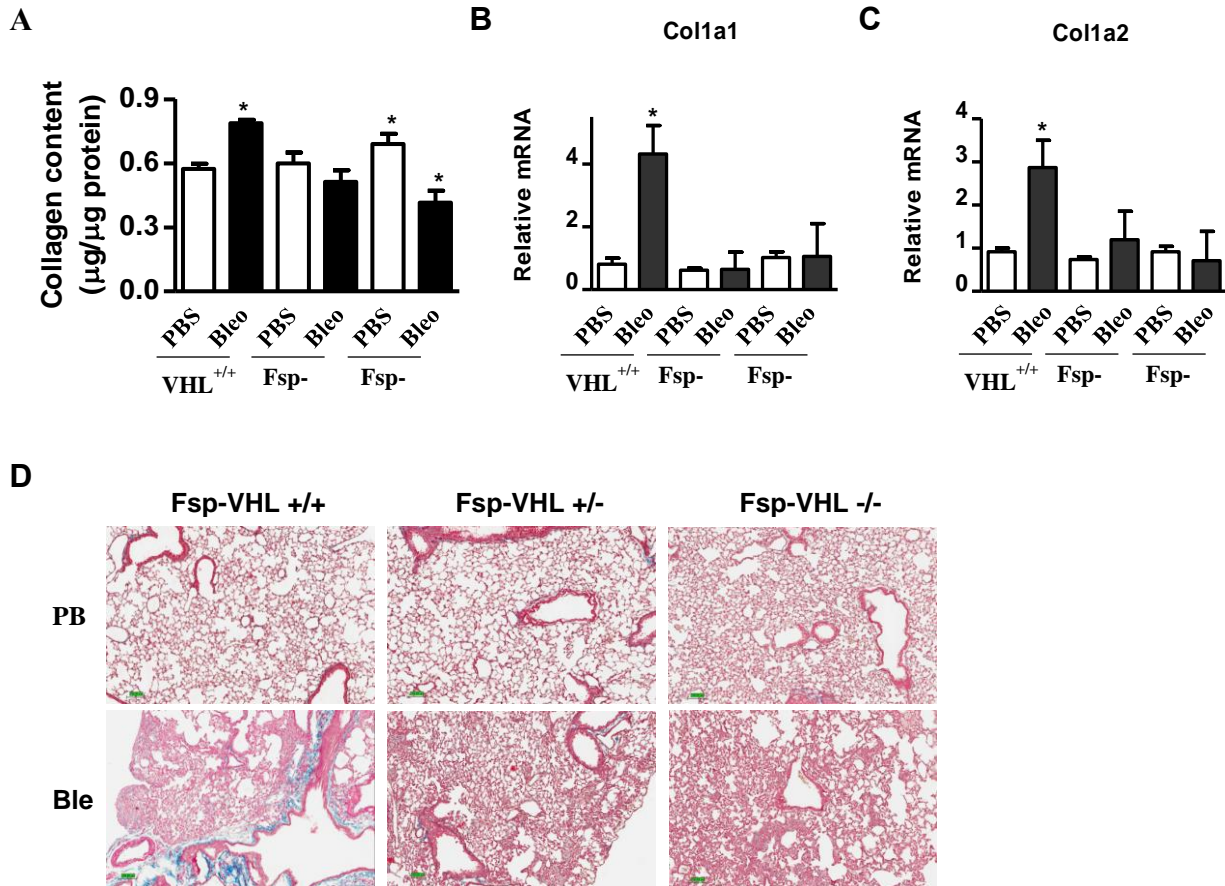 A
Collagen content
(µg/µg protein)
0.9
0.6
0.3
0.0
*
*
*
PBS
Bleo
PBS
Bleo
PBS
Bleo
VHL+/+
Fsp-
Fsp-
B
Col1a1
Relative mRNA
4
2
0
*
PBS
Bleo
PBS
Bleo
PBS
Bleo
VHL+/+
Fsp-
Fsp-
C
Col1a2
Relative mRNA
4
3
2
1
0
*
PBS
Bleo
PBS
Bleo
PBS
Bleo
VHL+/+
Fsp-
Fsp-
D
Fsp-VHL +/+
Fsp-VHL +/-
Fsp-VHL -/-
PB
Ble